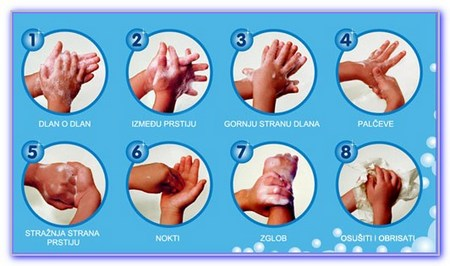 1
2
3
4
DLAN O DLAN
IZMEĐU PRSTIJU
GORNJU STRANU DLANA
PALČEVE
5
6
7
8
STRAŽNJA STRANA
PRSTIJU
NOKTI
ZGLOB
OSUŠITI I OBRISATI